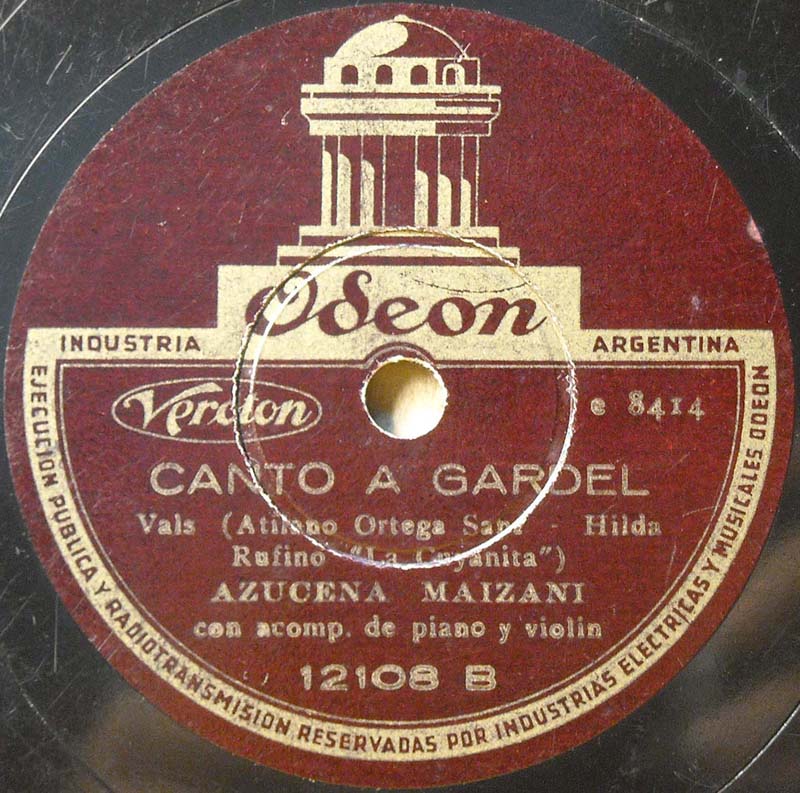 Odeon
INDUSTRIA ARGENTINA
Veroton e 8414
CANTO A GARDEL
Vals (Atilano Ortega Sanz - Hilda
Rufino "La Cuyanita")
AZUCENA MAIZANI
con acomp. de piano y violin
12108 B
EJECUCION PUBLICA Y RADIOTRANSMISION RESERVADAS POR INDUSTRIAS ELECTRICAS Y MUSICALES ODEON